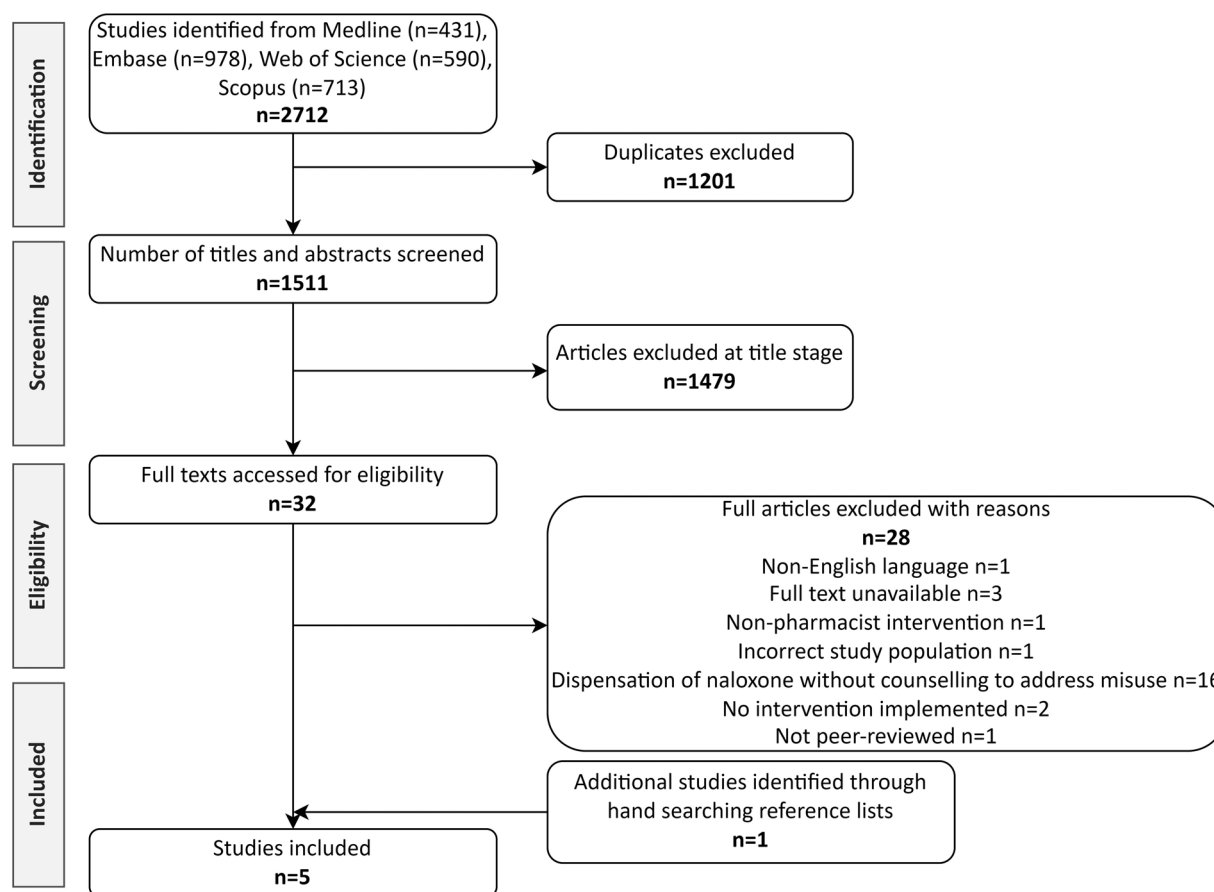 Identification
Studies identified from Medline (n=431),
Embase (n=978), Web of Science (n=590),
Scopus (n=713)
n=2712
Duplicates excluded
n=1201
Screening
Number of titles and abstracts screened
n=1511
Articles excluded at title stage
n=1479
Eligibility
Full texts accessed for eligibility
n=32
Full articles excluded with reasons
n=28
Non-English language n=1
Full text unavailable n=3
Non-pharmacist intervention n=1
Incorrect study population n=1
Dispensation of naloxone without counselling to address misuse n=16
No intervention implemented n=2
Not peer-reviewed n=1
Included
Additional studies identified through
hand searching reference lists
n=1
Studies included
n=5